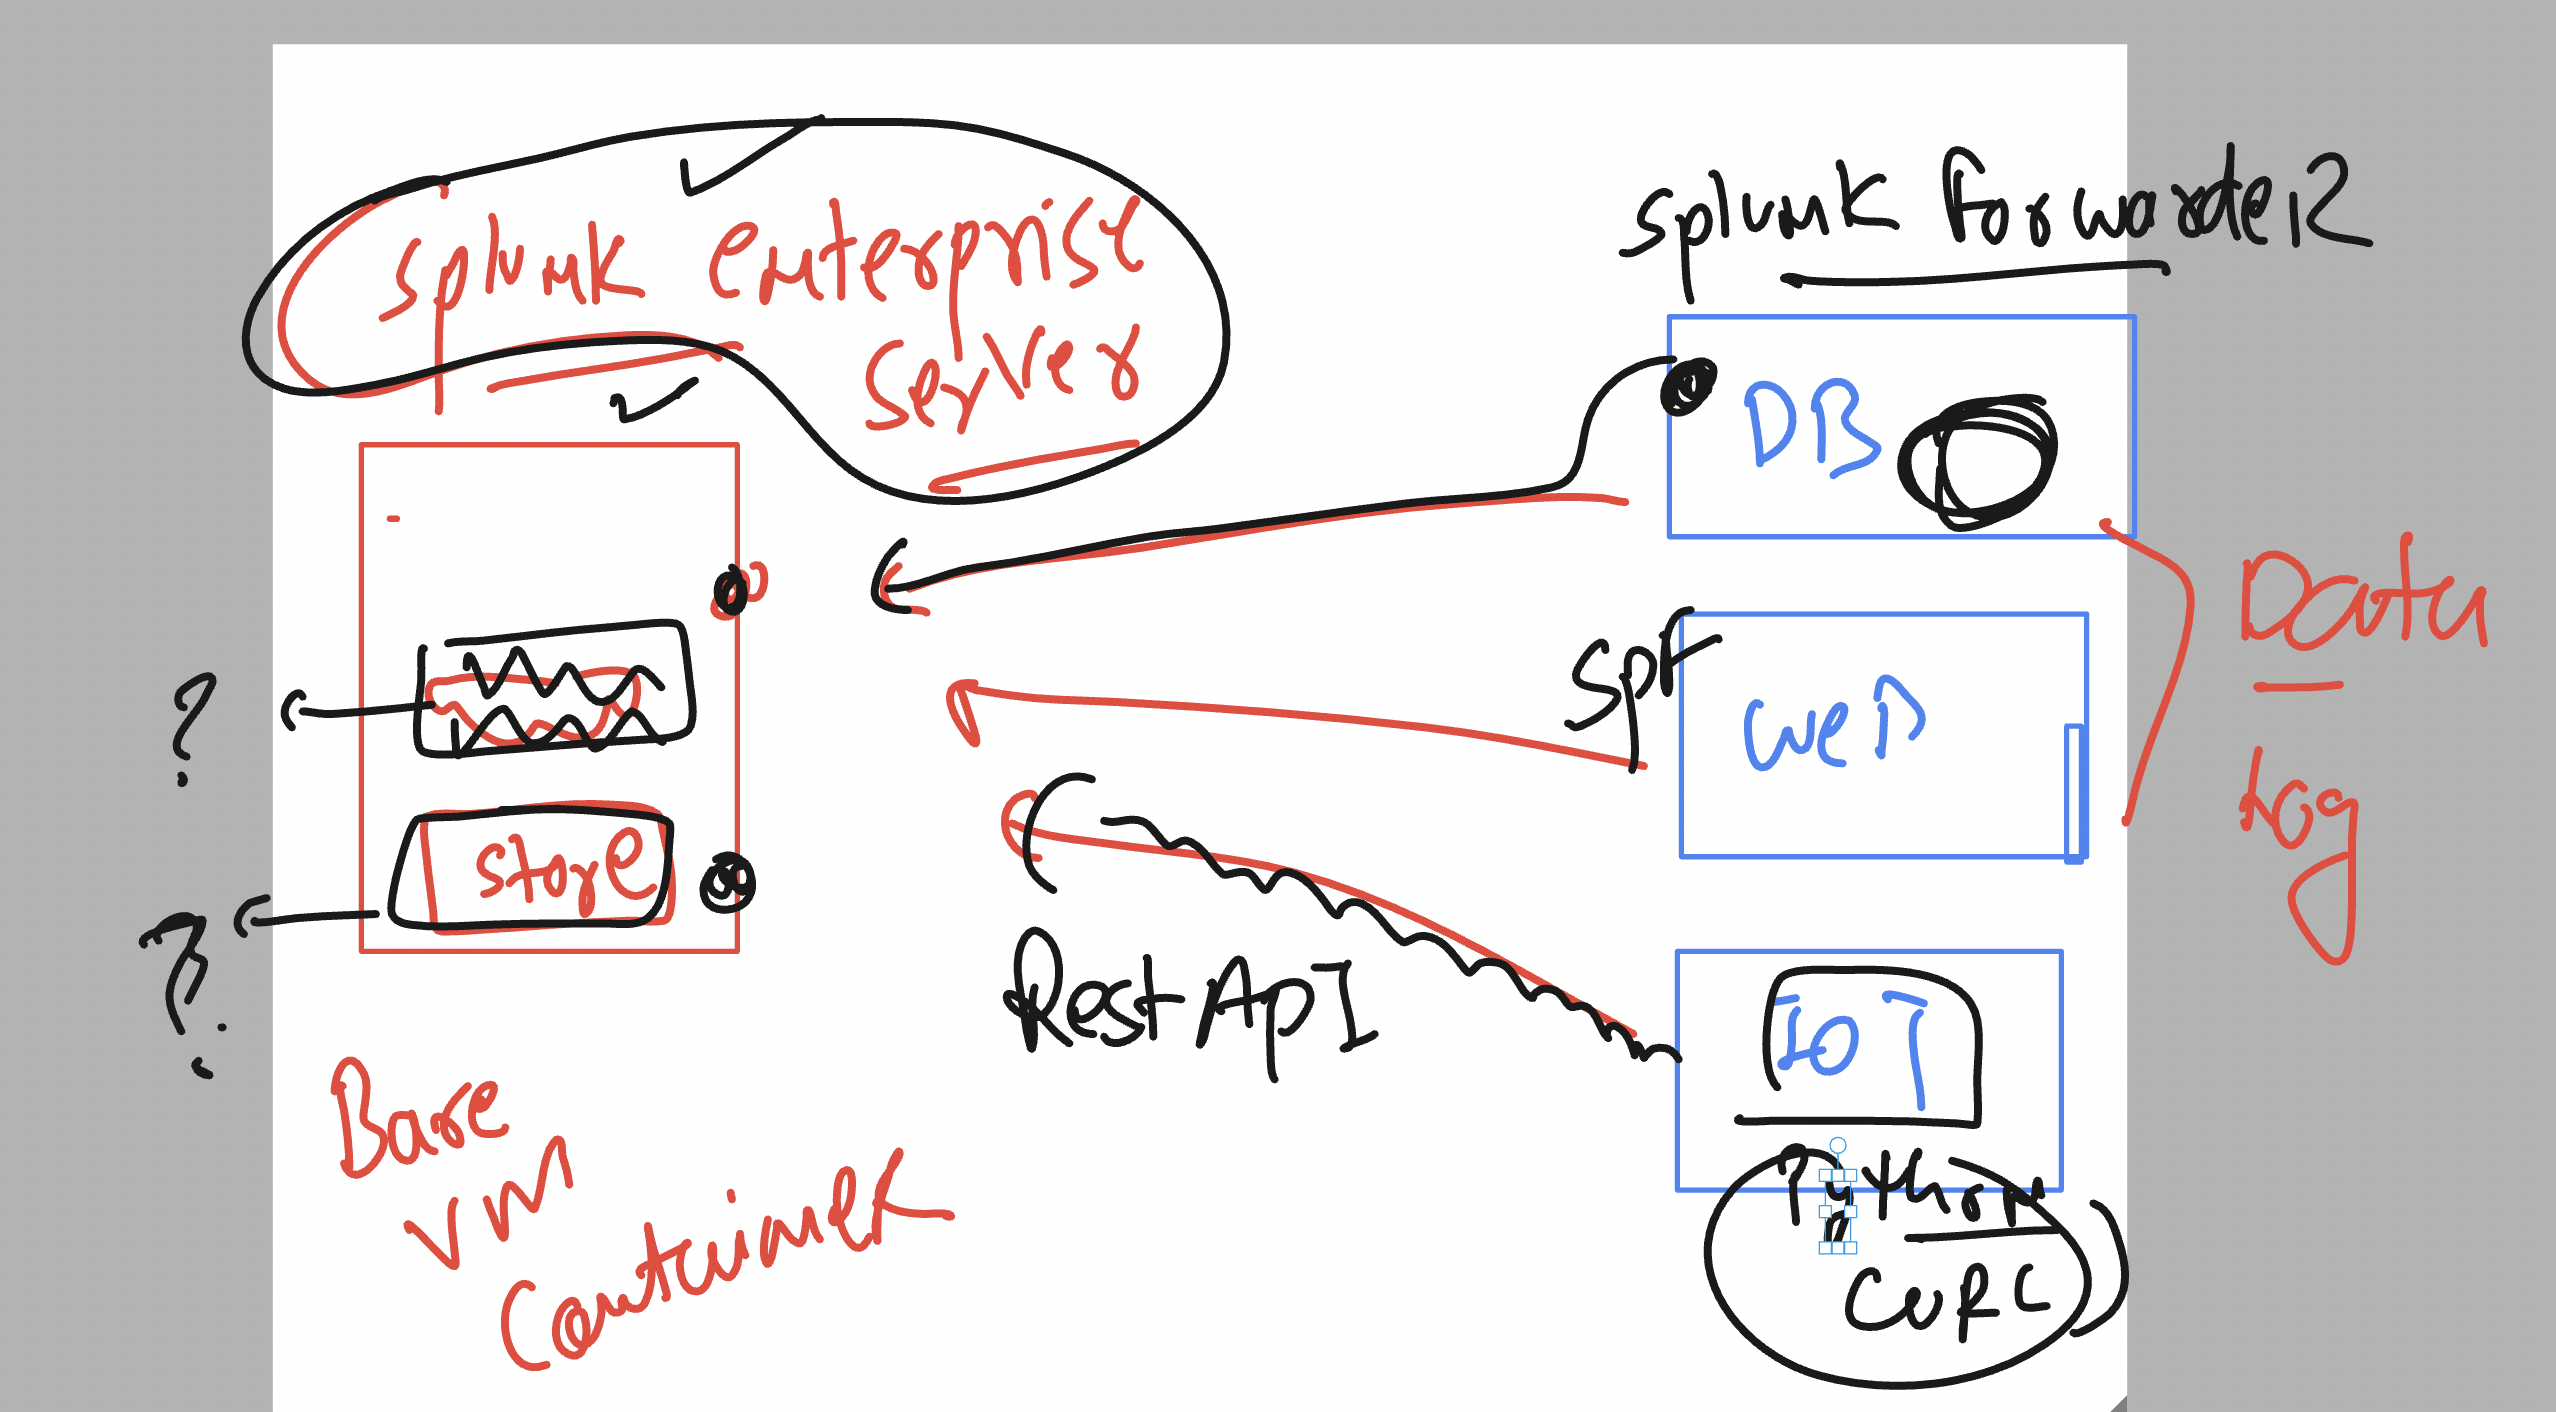 splunk enterprise
server
splunk forwarder
DB
Data
Log
?
SPF
Web
store
?
Rest ApI
IOT
Bare
VM
Container
Python
CURL